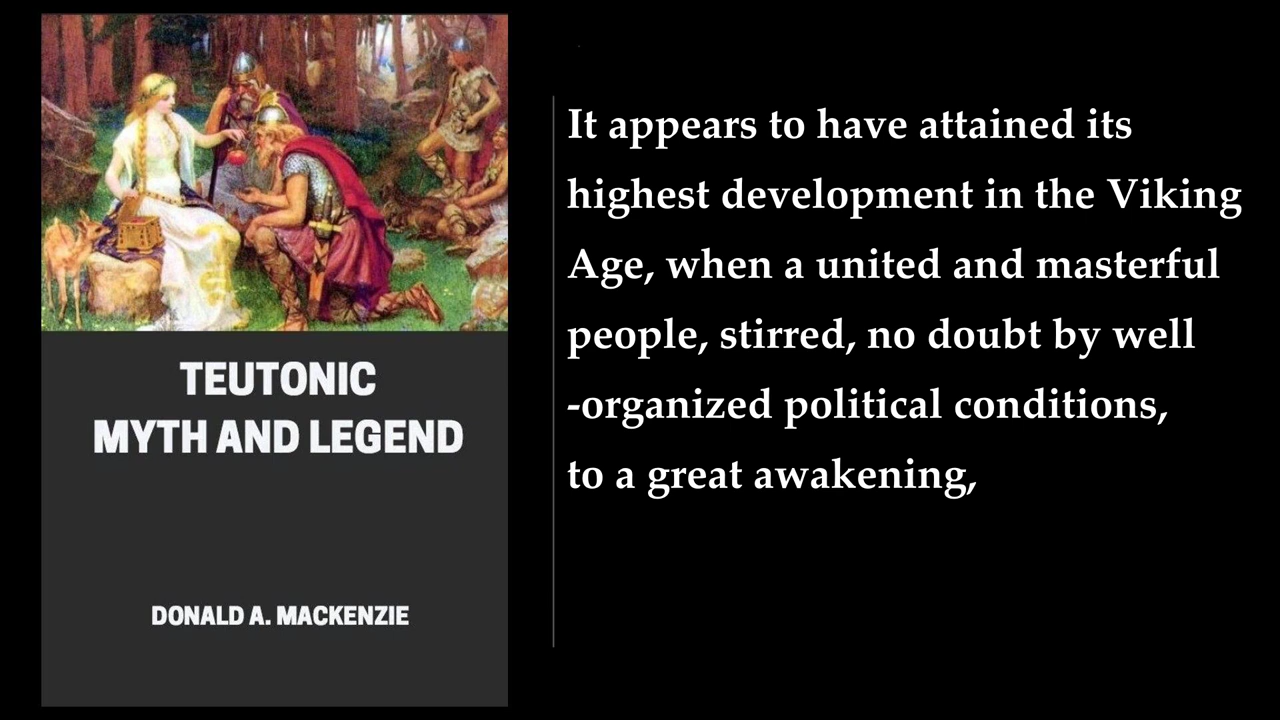 TEUTONIC
MYTH AND LEGEND
DONALD A. MACKENZIE
It appears to have attained its
highest development in the Viking
Age, when a united and masterful
people, stirred, no doubt by well
-organized political conditions,
to a great awakening,